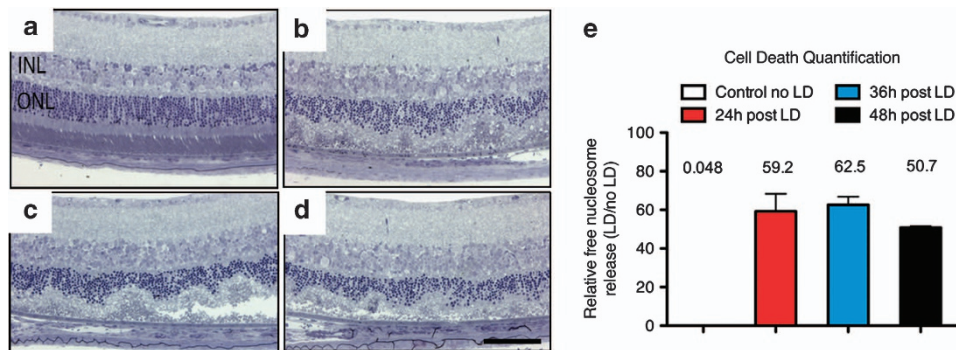 a
b
INL
ONL
c
d
e
Cell Death Quantification
Control no LD
36h post LD
24h post LD
48h post LD
Relative free nucleosome
release (LD/no LD)
100
80
60
40
20
0
0.048
59.2
62.5
50.7